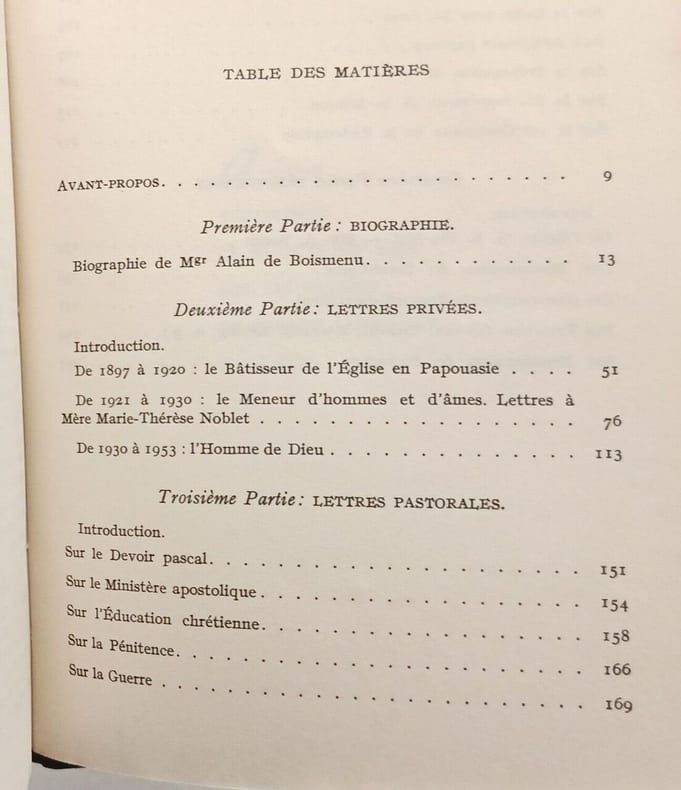 TABLE DES MATIÈRES
AVANT-PROPOS. . . . . . . . . . . . . . . . . . . . . . 9
Première Partie : BIOGRAPHIE.
Biographie de Mgr Alain de Boismenu. . . . . . . . . . . 13
Deuxième Partie : LETTRES PRIVÉES.
Introduction.
De 1897 à 1920 : le Bâtisseur de l'Église en Papouasie . . . . 51
De 1921 à 1930 : le Meneur d'hommes et d'âmes. Lettres à
Mère Marie-Thérèse Noblet . . . . . . . . . . . . . . . . 76
De 1930 à 1953 : l'Homme de Dieu . . . . . . . . . . . . . 113
Troisième Partie : LETTRES PASTORALES.
Introduction.
Sur le Devoir pascal. . . . . . . . . . . . . . . . . . . 151
Sur le Ministère apostolique . . . . . . . . . . . . . . . . 154
Sur l'Éducation chrétienne. . . . . . . . . . . . . . . . . 158
Sur la Pénitence. . . . . . . . . . . . . . . . . . . . . 166
Sur la Guerre . . . . . . . . . . . . . . . . . . . . . . 169